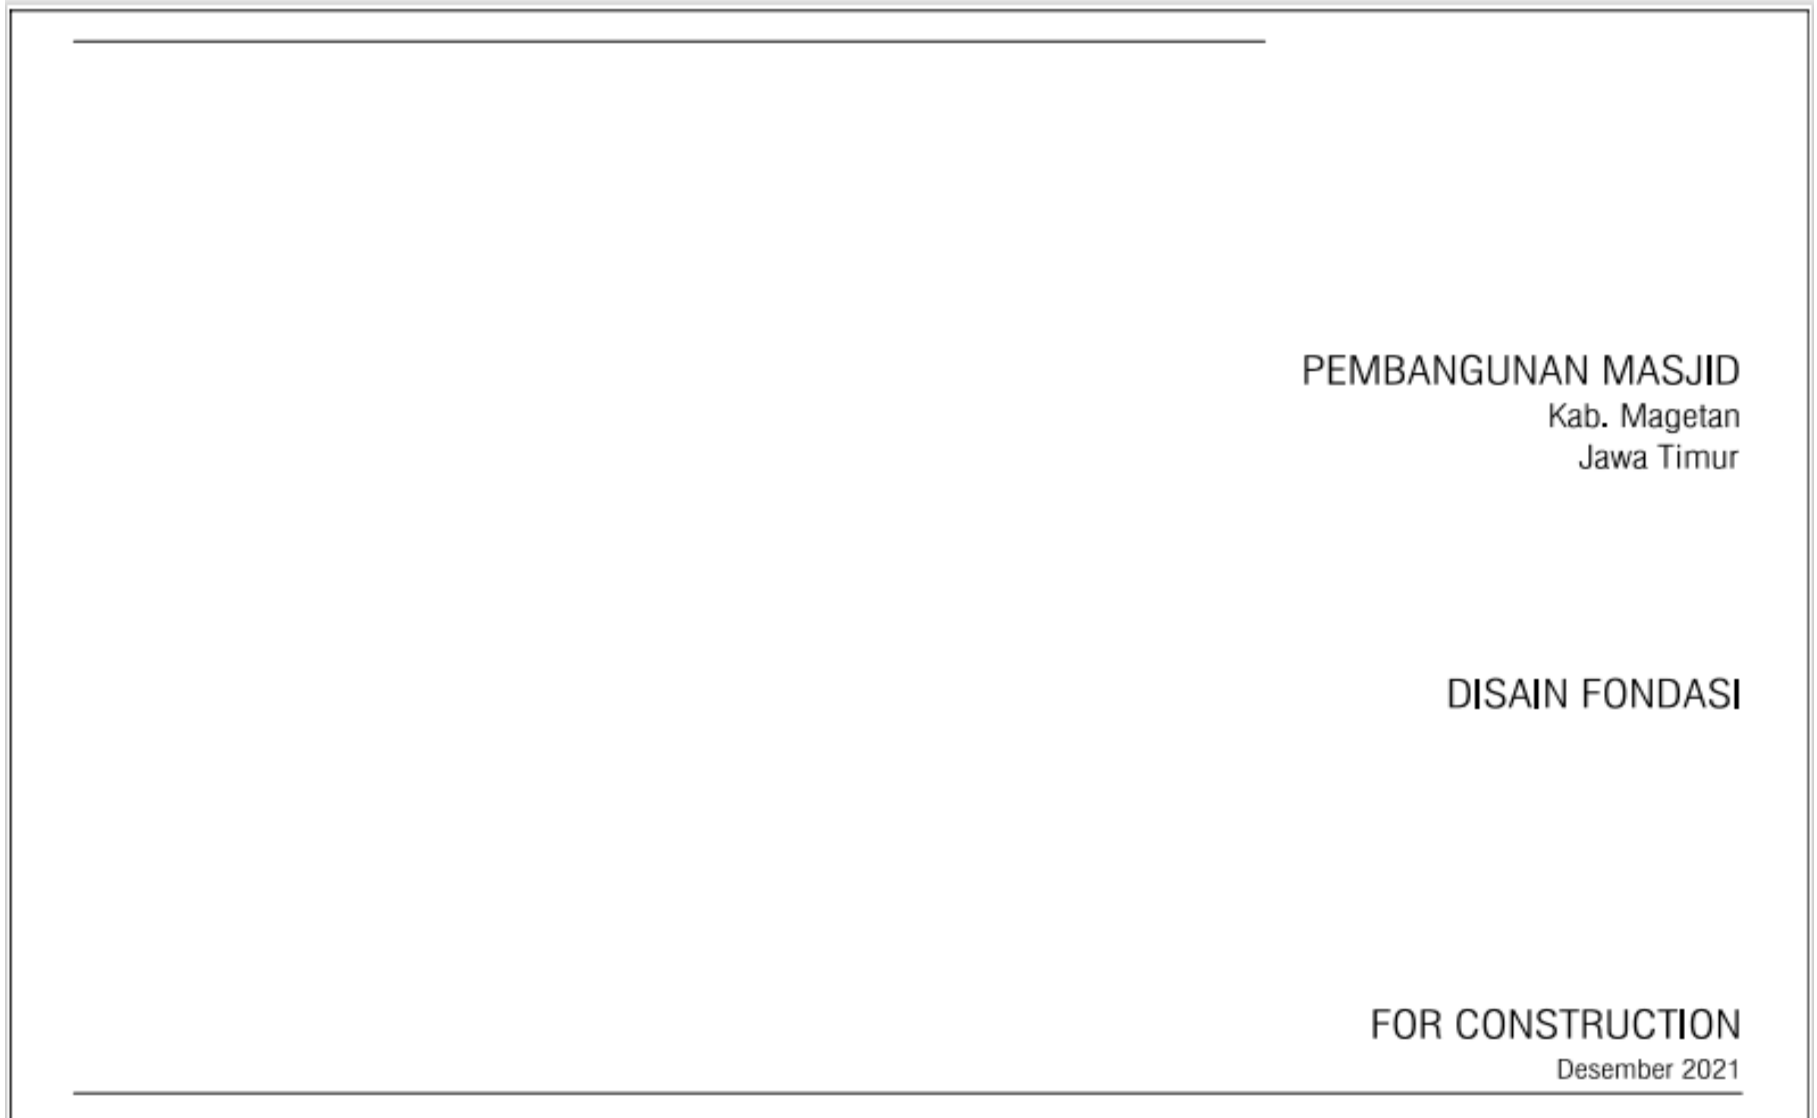 PEMBANGUNAN MASJID
Kab. Magetan
Jawa Timur
DISAIN FONDASI
FOR CONSTRUCTION
Desember 2021